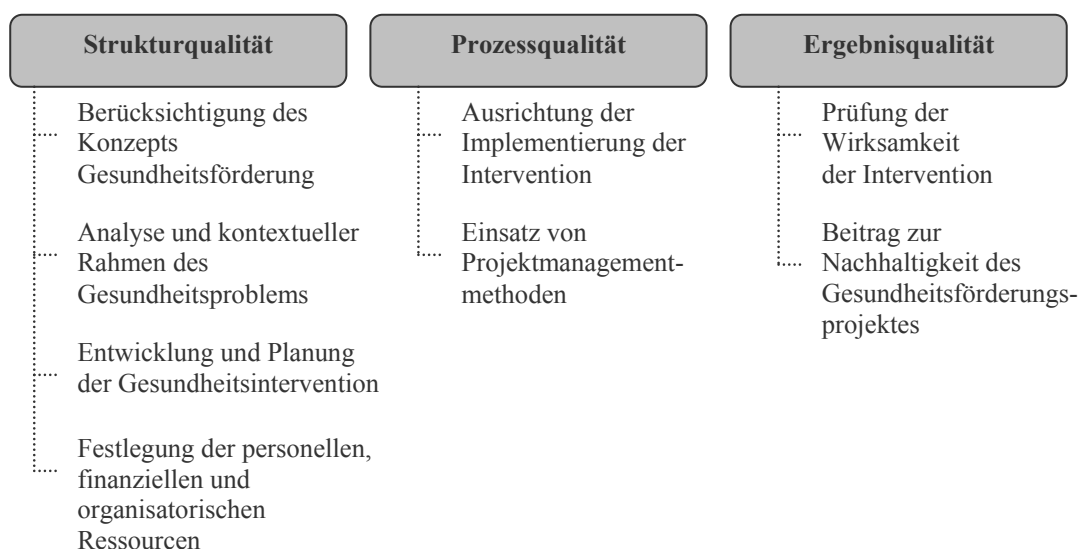 Strukturqualität
Berücksichtigung des
Konzepts
Gesundheitsförderung
Analyse und kontextueller
Rahmen des
Gesundheitsproblems
Entwicklung und Planung
der Gesundheitsintervention
Festlegung der personellen,
finanziellen und
organisatorischen
Ressourcen
Prozessqualität
Ausrichtung der
Implementierung der
Intervention
Einsatz von
Projektmanagement-
methoden
Ergebnisqualität
Prüfung der
Wirksamkeit
der Intervention
Beitrag zur
Nachhaltigkeit des
Gesundheitsförderungs-
projektes